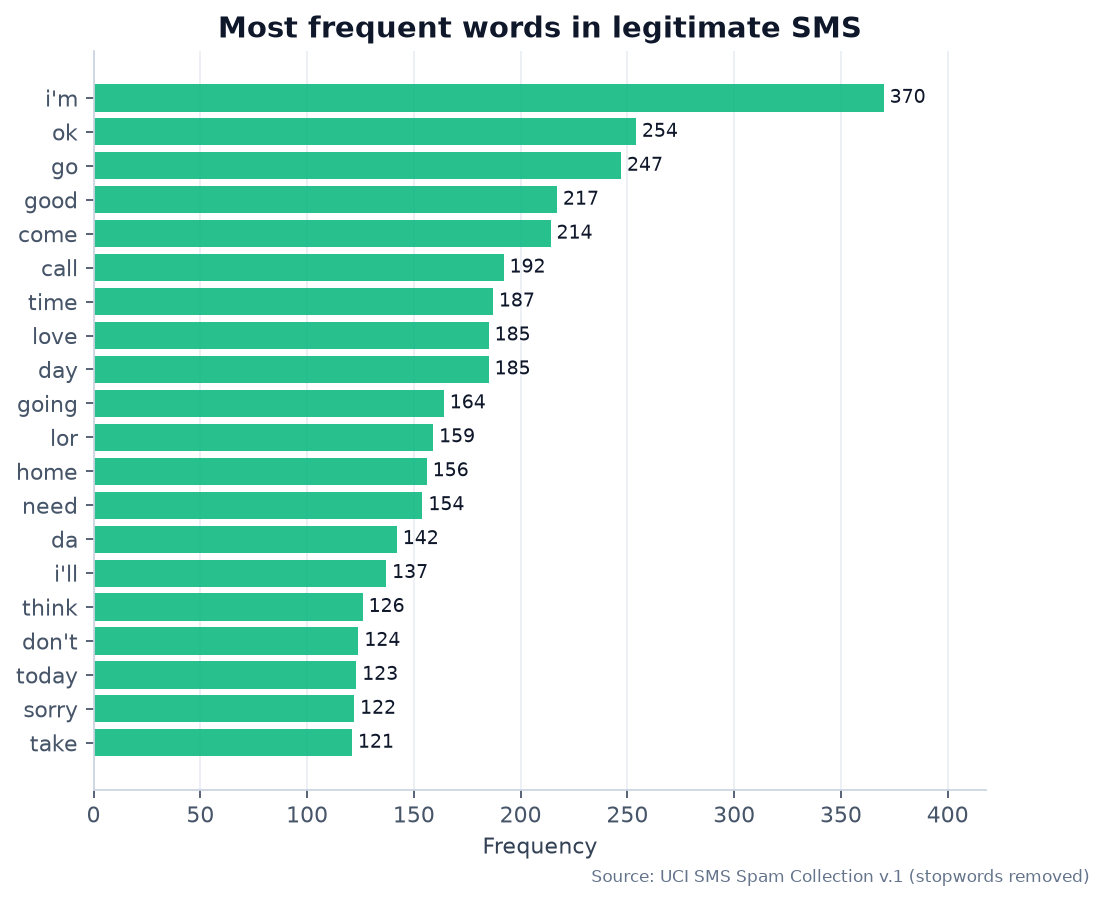 Most frequent words in legitimate SMS
i'm 370
ok 254
go 247
good 217
come 214
call 192
time 187
love 185
day 185
going 164
lor 159
home 156
need 154
da 142
i'll 137
think 126
don't 124
today 123
sorry 122
take 121
0 50 100 150 200 250 300 350 400
Frequency
Source: UCI SMS Spam Collection v.1 (stopwords removed)